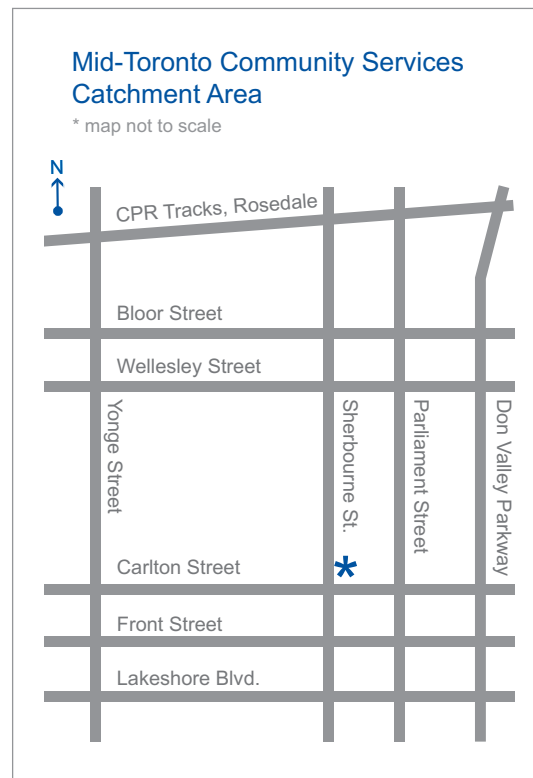 Mid-Toronto Community Services
Catchment Area
* map not to scale
N
CPR Tracks, Rosedale
Bloor Street
Wellesley Street
Yonge Street
Sherbourne St.
Parliament Street
Don Valley Parkway
Carlton Street
*
Front Street
Lakeshore Blvd.